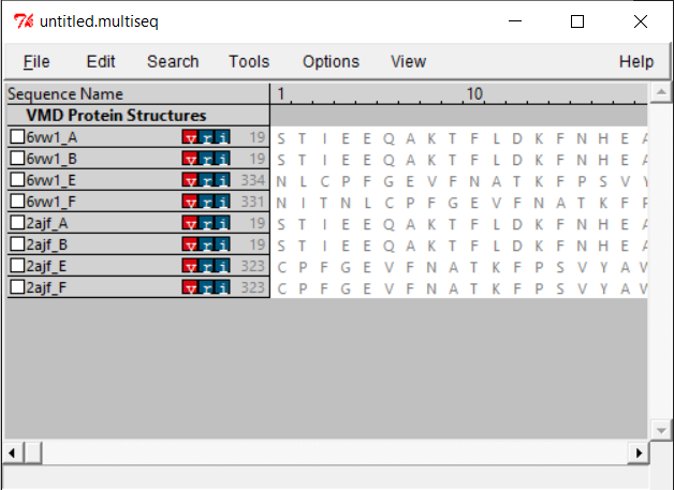 untitled.multiseq
File Edit Search Tools Options View Help
Sequence Name 1 10
VMD Protein Structures
6vw1_A v r i 19 S T I E E Q A K T F L D K F N H E A
6vw1_B v r i 19 S T I E E Q A K T F L D K F N H E A
6vw1_E v r i 334 N L C P F G E V F N A T K F P S V Y
6vw1_F v r i 331 N I T N L C P F G E V F N A T K F P
2ajf_A v r i 19 S T I E E Q A K T F L D K F N H E A
2ajf_B v r i 19 S T I E E Q A K T F L D K F N H E A
2ajf_E v r i 323 C P F G E V F N A T K F P S V Y A W
2ajf_F v r i 323 C P F G E V F N A T K F P S V Y A W